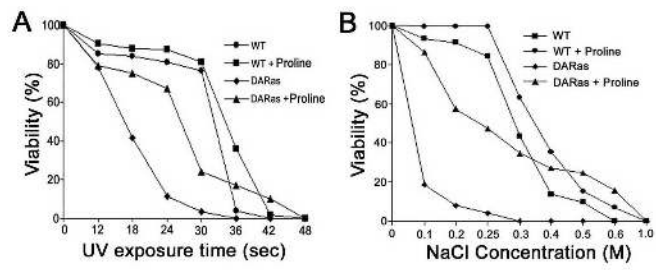 A
Viability (%)
100
80
60
40
20
0
0 12 18 24 30 36 42 48
UV exposure time (sec)
WT
WT + Proline
DARas
DARas +Proline
B
Viability (%)
100
80
60
40
20
0
0 0.1 0.2 0.25 0.3 0.4 0.5 0.6 1.0
NaCl Concentration (M)
WT
WT + Proline
DARas
DARas + Proline